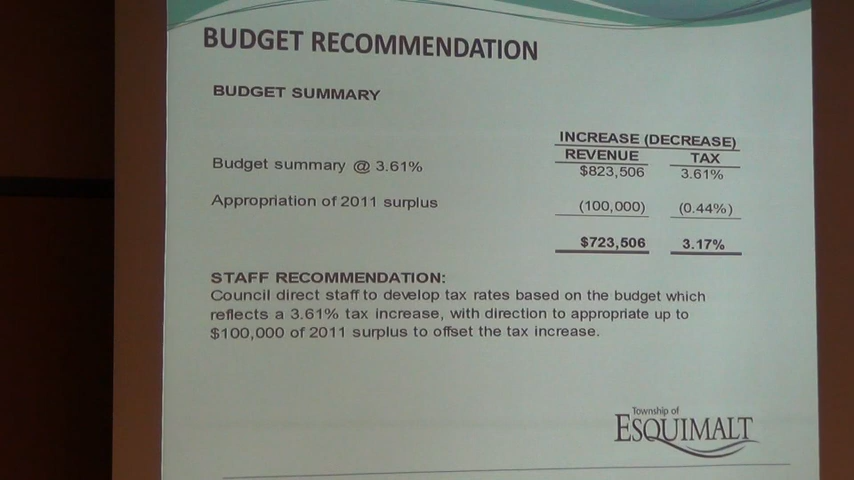 BUDGET RECOMMENDATION
BUDGET SUMMARY
INCREASE (DECREASE)
REVENUE TAX
Budget summary @ 3.61% $823,506 3.61%
Appropriation of 2011 surplus (100,000) (0.44%)
$723,506 3.17%
STAFF RECOMMENDATION:
Council direct staff to develop tax rates based on the budget which
reflects a 3.61% tax increase, with direction to appropriate up to
$100,000 of 2011 surplus to offset the tax increase.
Township of
ESQUIMALT